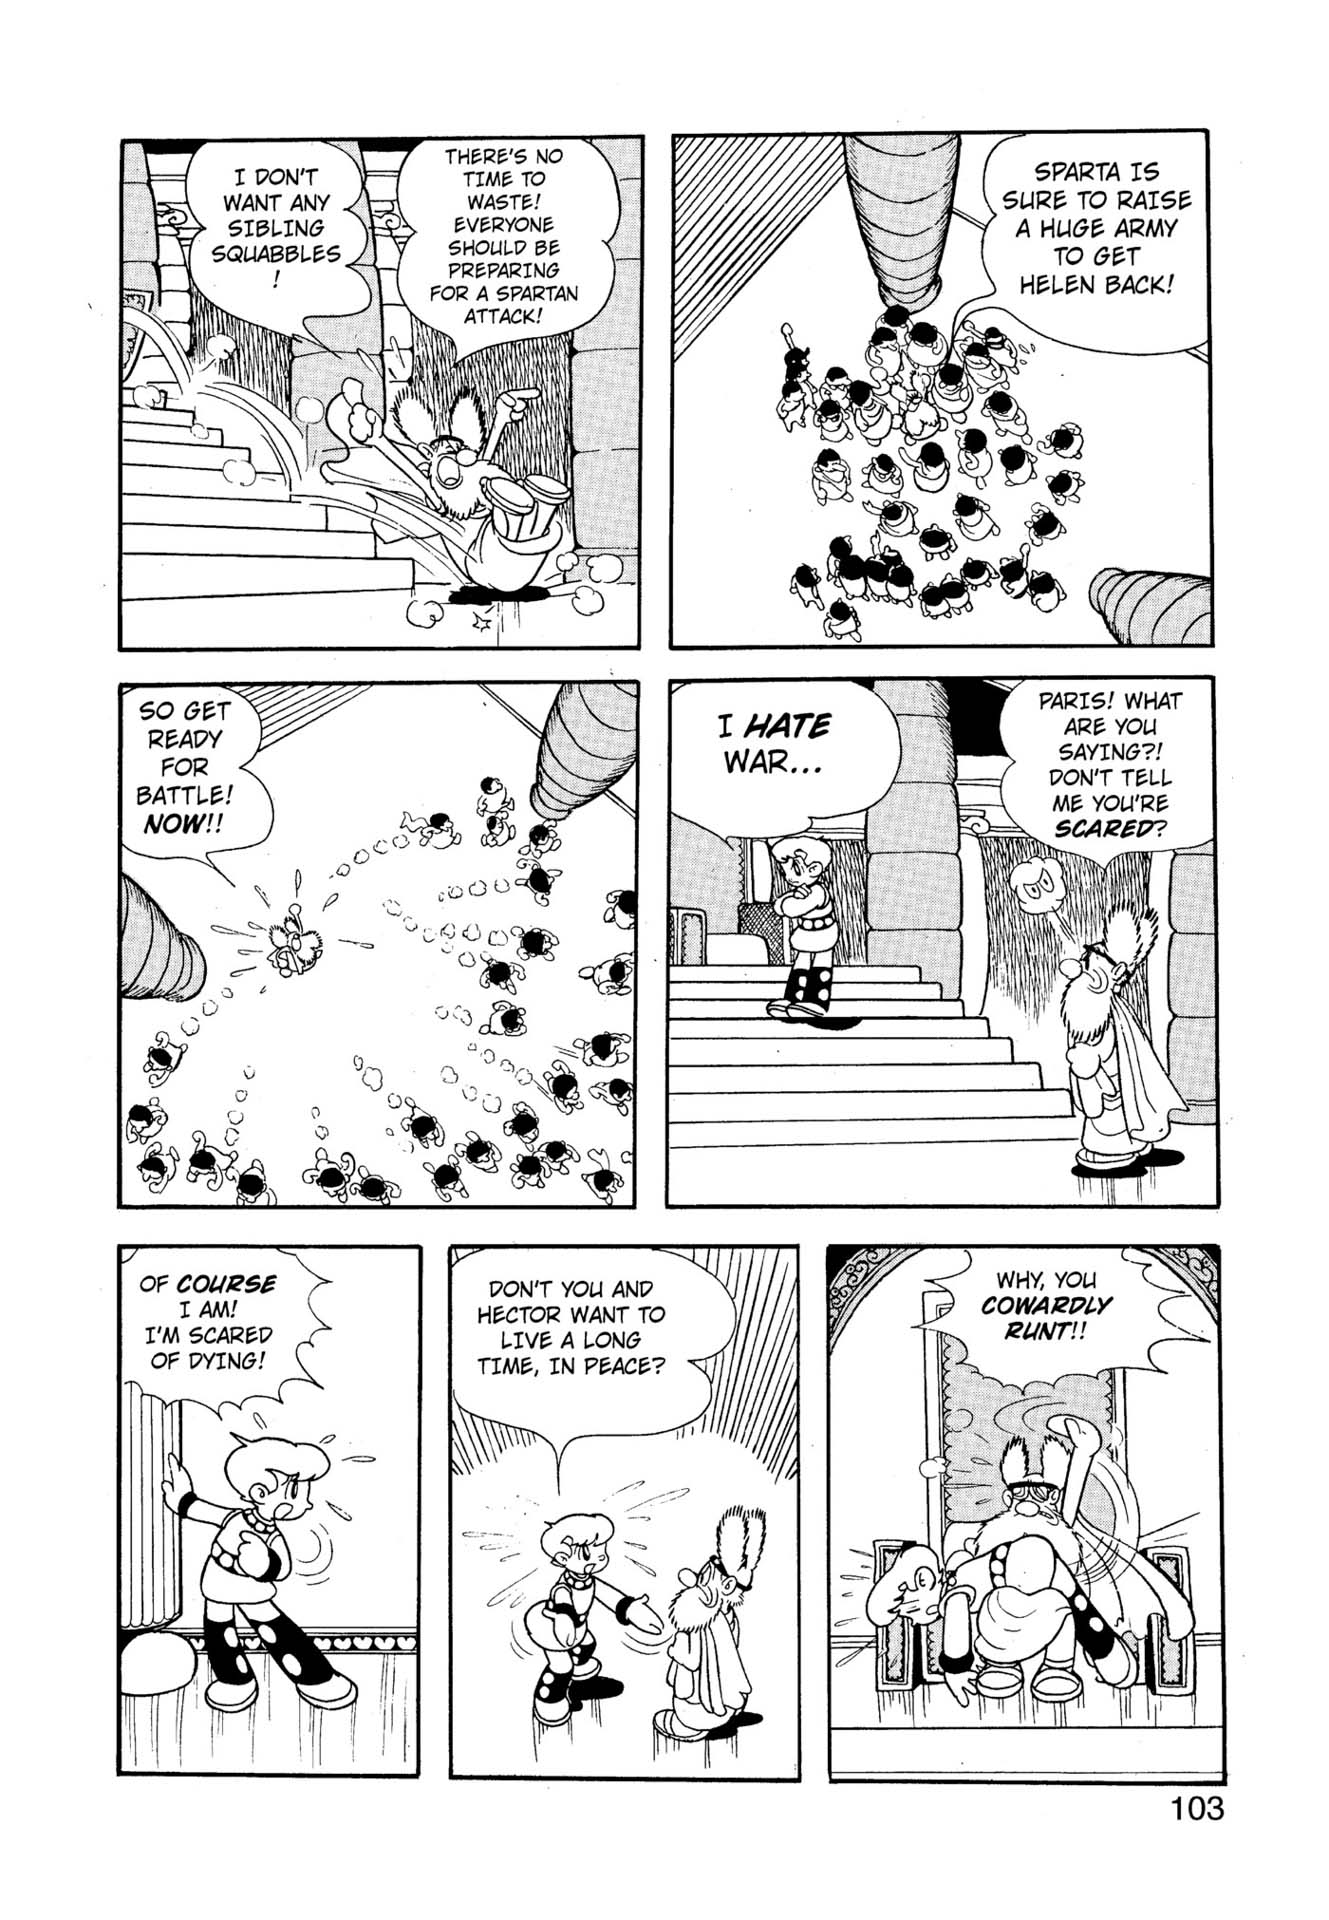 I DON'T
WANT ANY
SIBLING
SQUABBLES
!
THERE'S NO
TIME TO
WASTE!
EVERYONE
SHOULD BE
PREPARING
FOR A SPARTAN
ATTACK!
SPARTA IS
SURE TO RAISE
A HUGE ARMY
TO GET
HELEN BACK!
SO GET
READY
FOR
BATTLE!
NOW!!
I HATE
WAR...
PARIS! WHAT
ARE YOU
SAYING?!
DON'T TELL
ME YOU'RE
SCARED?
OF COURSE
I AM!
I'M SCARED
OF DYING!
DON'T YOU AND
HECTOR WANT TO
LIVE A LONG
TIME, IN PEACE?
WHY, YOU
COWARDLY
RUNT!!
103